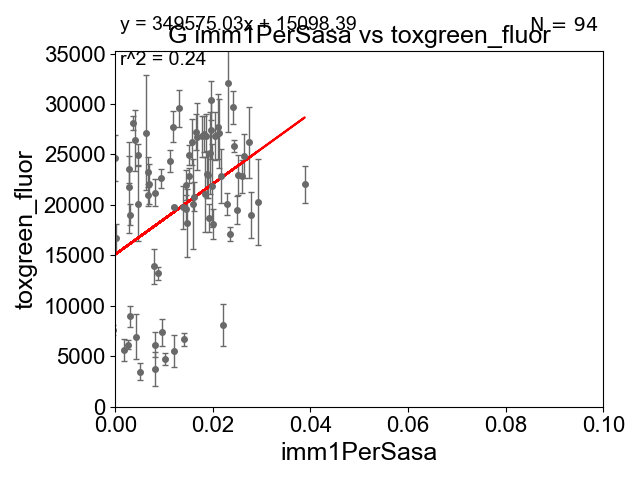 y = 349575.03x + 15098.39
N = 94
G imm1PerSasa vs toxgreen_fluor
r^2 = 0.24
35000
30000
25000
20000
15000
10000
5000
0
toxgreen_fluor
0.00 0.02 0.04 0.06 0.08 0.10
imm1PerSasa